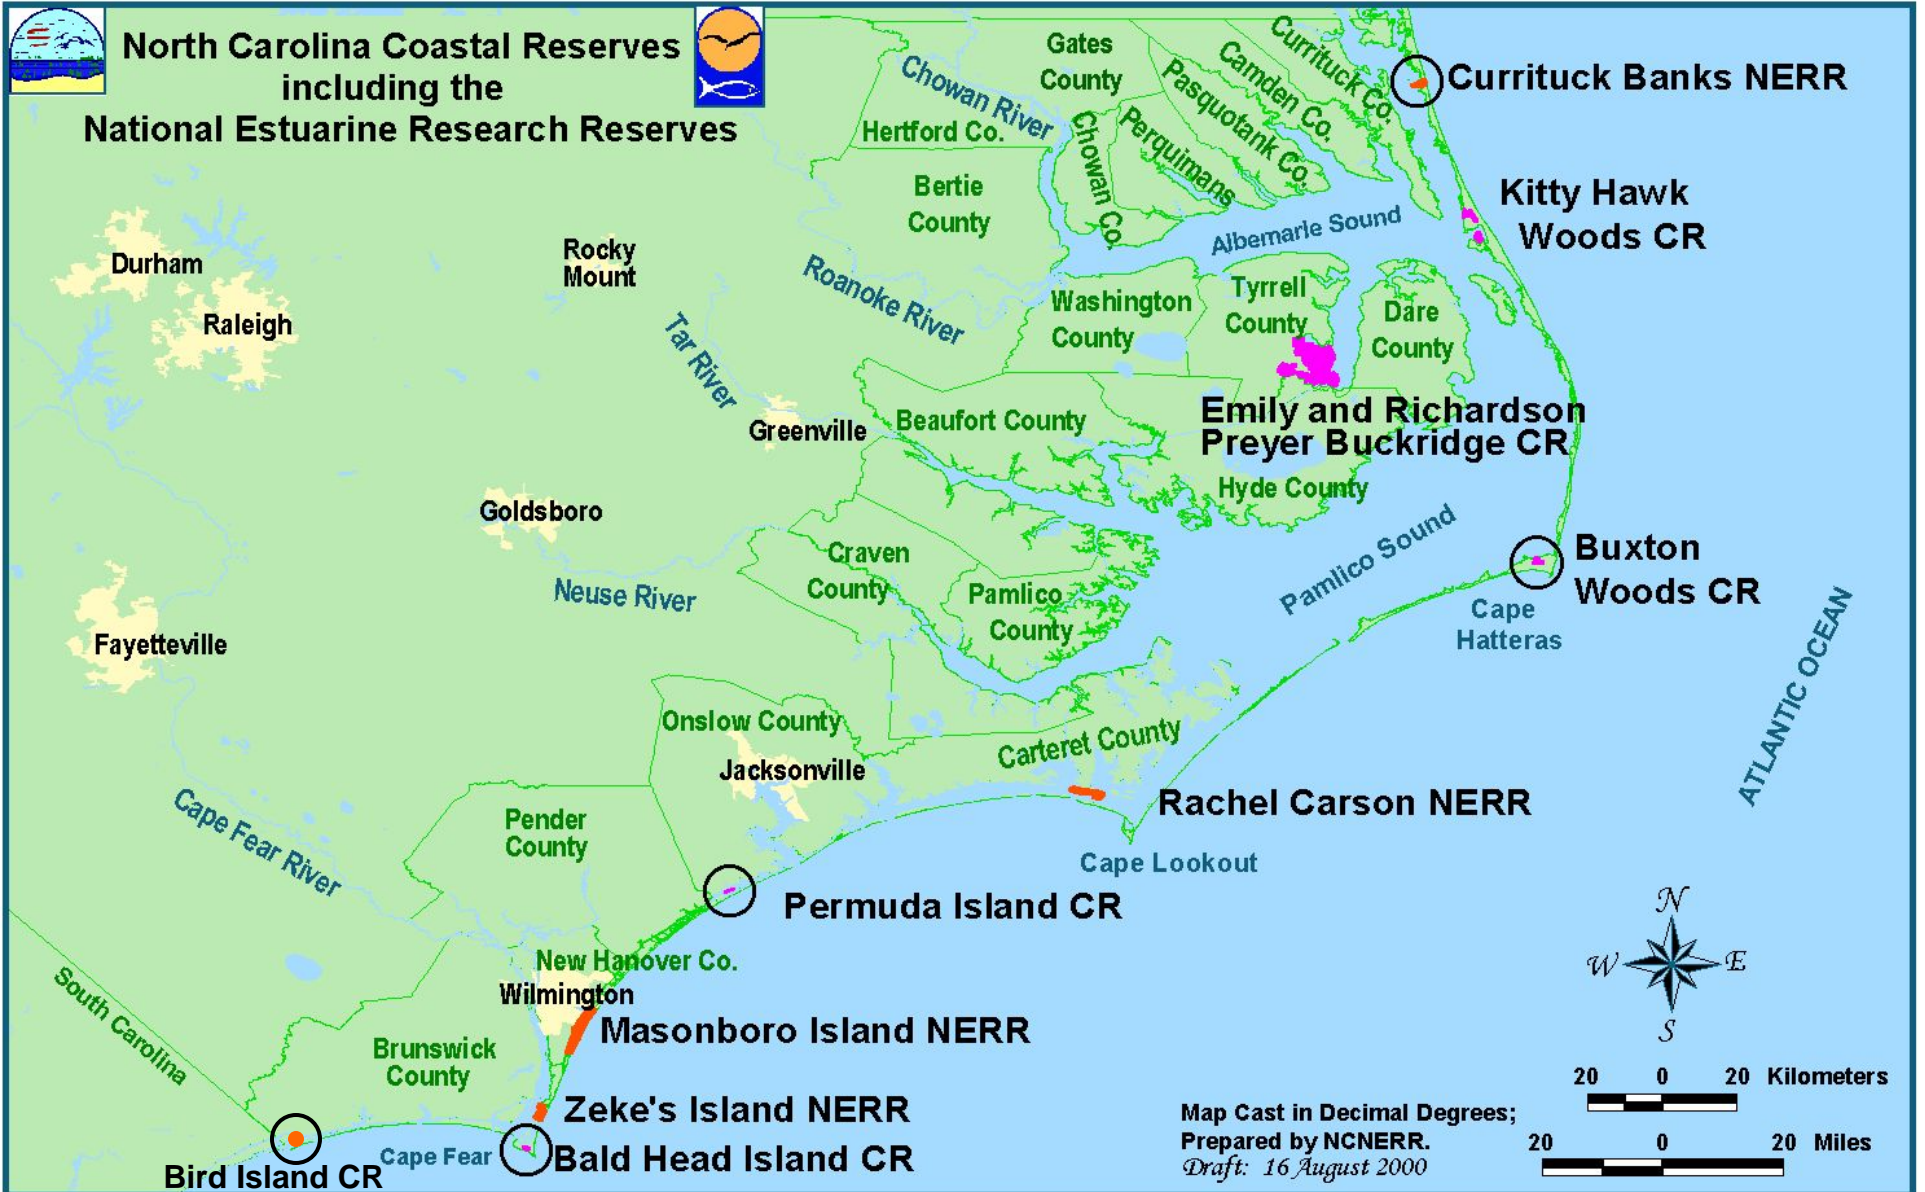 North Carolina Coastal Reserves
including the
National Estuarine Research Reserves
Gates
County
Currituck Co.
Camden Co.
Pasquotank Co.
Perquimans
Chowan Co.
Chowan River
Hertford Co.
Bertie
County
Currituck Banks NERR
Kitty Hawk
Woods CR
Albemarle Sound
Durham
Raleigh
Rocky
Mount
Roanoke River
Tar River
Washington
County
Tyrrell
County
Dare
County
Emily and Richardson
Preyer Buckridge CR
Greenville
Beaufort County
Hyde County
Goldsboro
Neuse River
Craven
County
Pamlico
County
Pamlico Sound
Buxton
Woods CR
Cape
Hatteras
ATLANTIC OCEAN
Fayetteville
Onslow County
Jacksonville
Carteret County
Rachel Carson NERR
Cape Lookout
Cape Fear River
Pender
County
Permuda Island CR
New Hanover Co.
Wilmington
Masonboro Island NERR
South Carolina
Brunswick
County
Zeke's Island NERR
Bald Head Island CR
Cape Fear
Bird Island CR
N
W
E
S
20 0 20 Kilometers
20 0 20 Miles
Map Cast in Decimal Degrees;
Prepared by NCNERR.
Draft: 16 August 2000